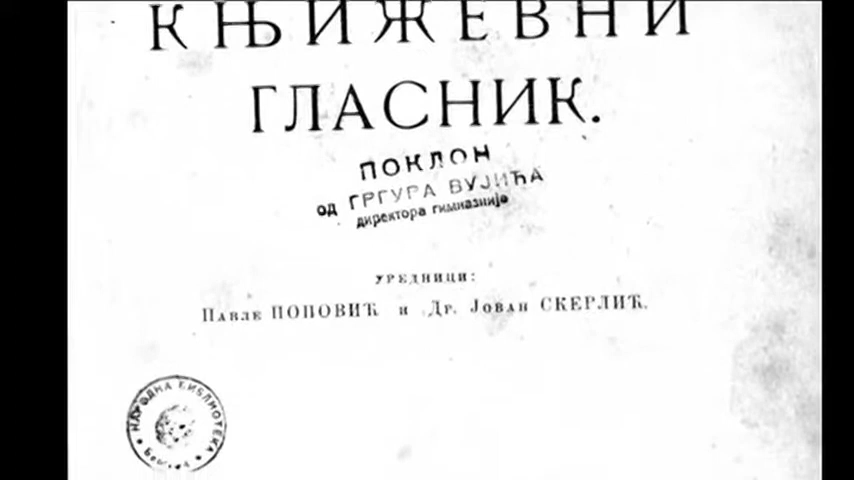 КЊИЖЕВНИ
ГЛАСНИК.
ПОКЛОН
од ГРГУРА ВУЈИЋА
директора гимназије
УРЕДНИЦИ:
Павле ПОПОВИЋ и Др. Јован СКЕРЛИЋ.
НАРОДНА БИБЛИОТЕКА